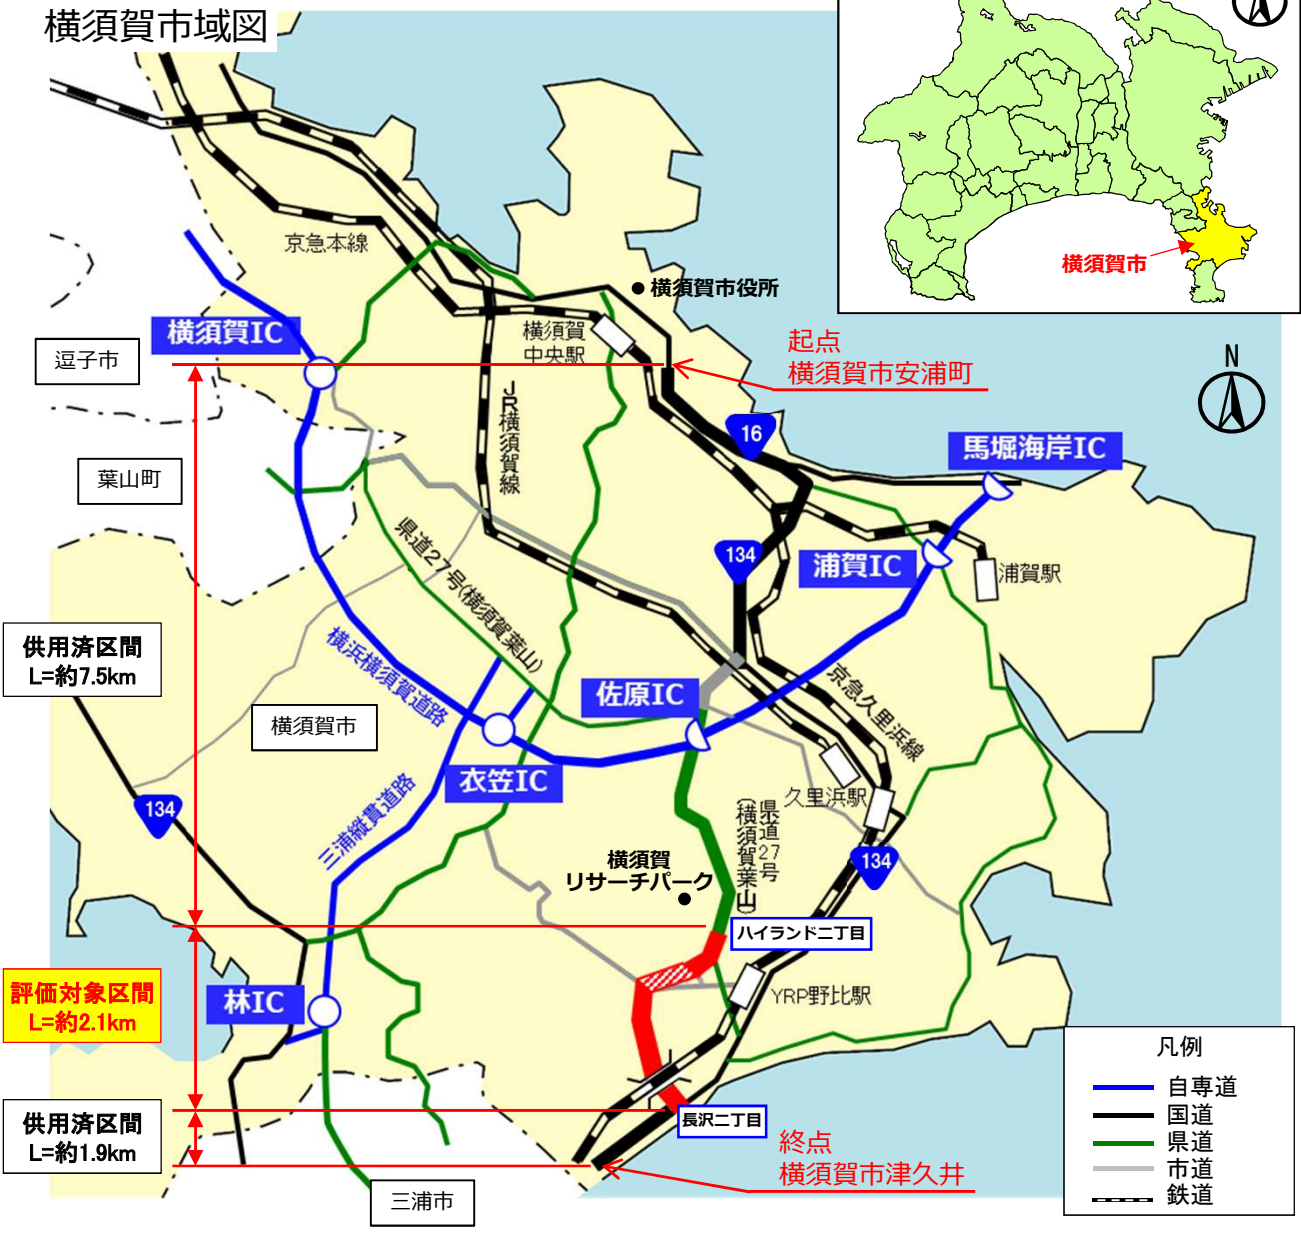 横須賀市域図
横須賀市
京急本線
横須賀市役所
横須賀IC
横須賀
中央駅
起点
横須賀市安浦町
逗子市
JR横須賀線
N
16
馬堀海岸IC
葉山町
県道27号(横須賀葉山)
134
浦賀IC
浦賀駅
供用済区間
L=約7.5km
横浜横須賀道路
佐原IC
京急久里浜線
横須賀市
衣笠IC
三浦縦貫道路
久里浜駅
134
県道27号
(横須賀葉山)
横須賀
リサーチパーク
134
ハイランド二丁目
評価対象区間
L=約2.1km
林IC
YRP野比駅
供用済区間
L=約1.9km
長沢二丁目
終点
横須賀市津久井
三浦市
凡例
自専道
国道
県道
市道
鉄道